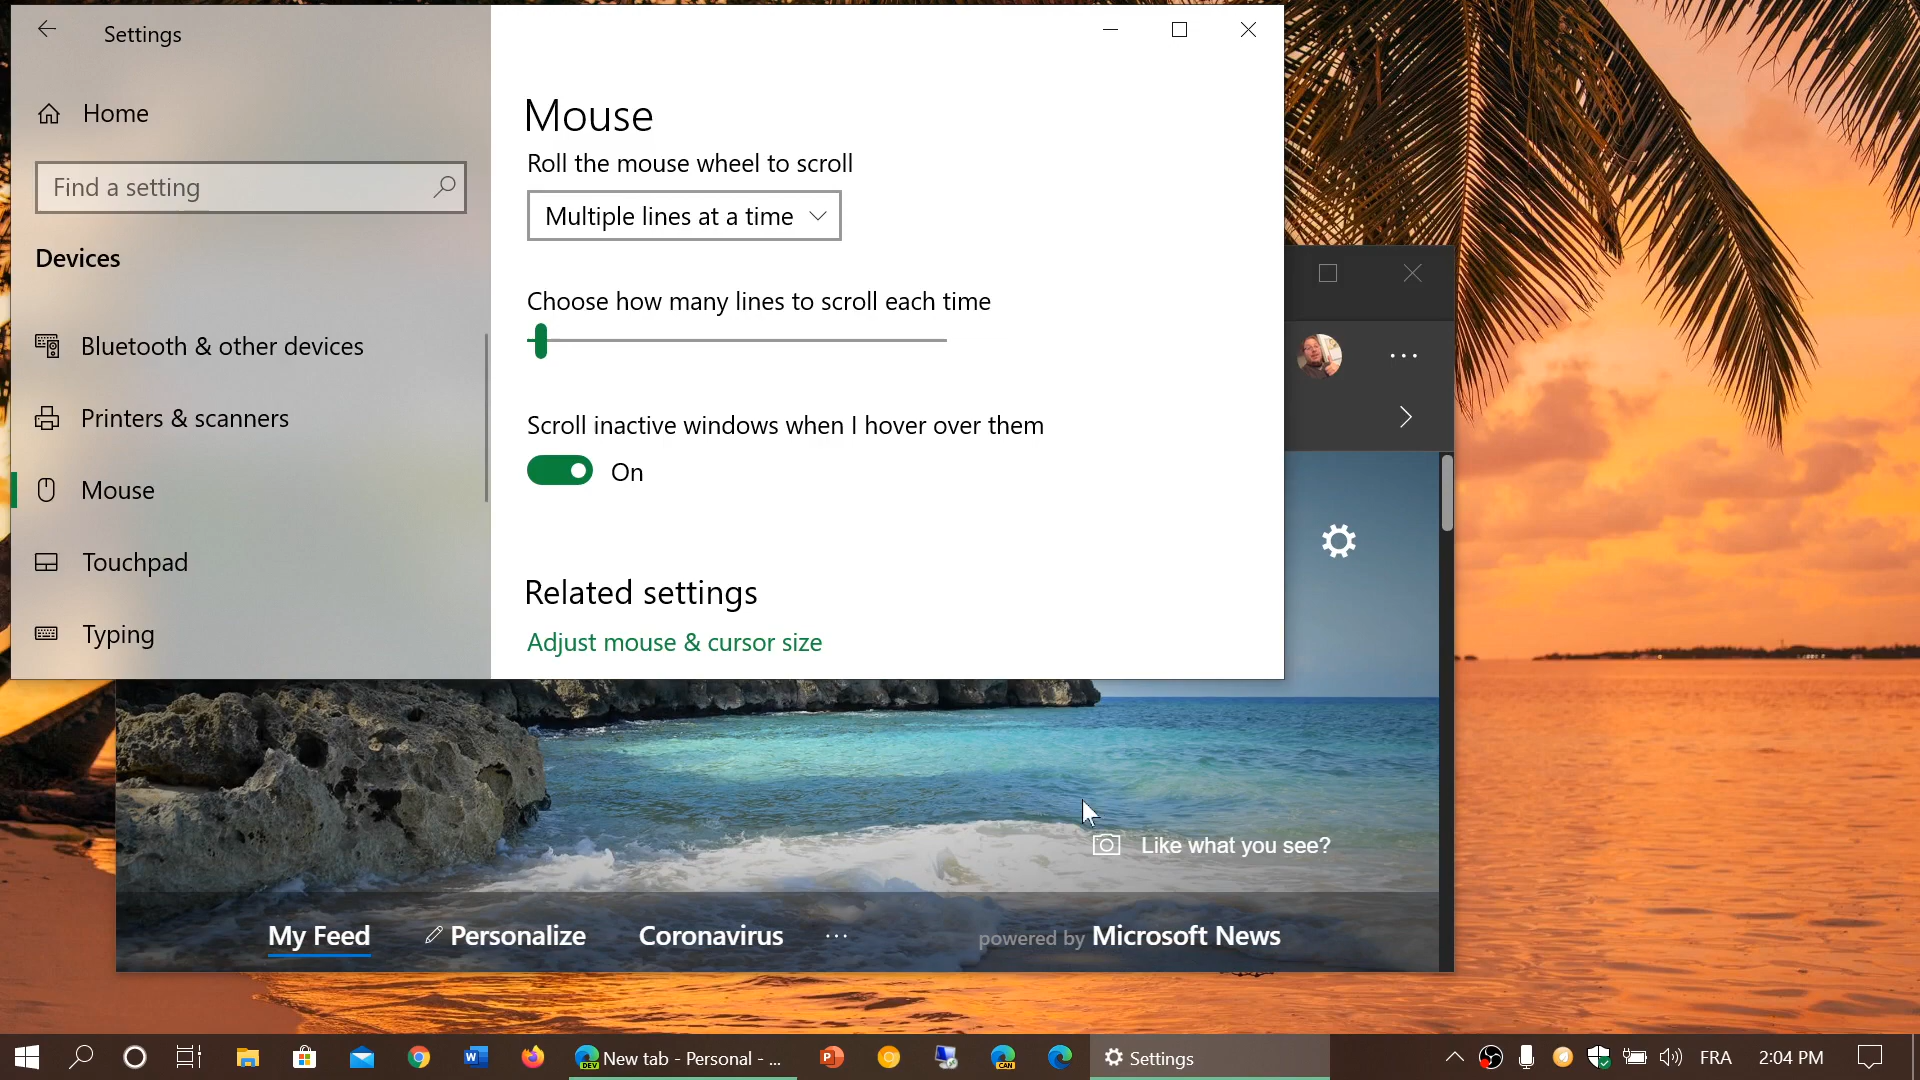 Settings
Home
Find a setting
Devices
Bluetooth & other devices
Printers & scanners
Mouse
Touchpad
Typing
Mouse
Roll the mouse wheel to scroll
Multiple lines at a time
Choose how many lines to scroll each time
Scroll inactive windows when I hover over them
On
Related settings
Adjust mouse & cursor size
Like what you see?
My Feed
Personalize
Coronavirus
powered by Microsoft News
New tab - Personal - ...
Settings
FRA
2:04 PM
DEV
CAN